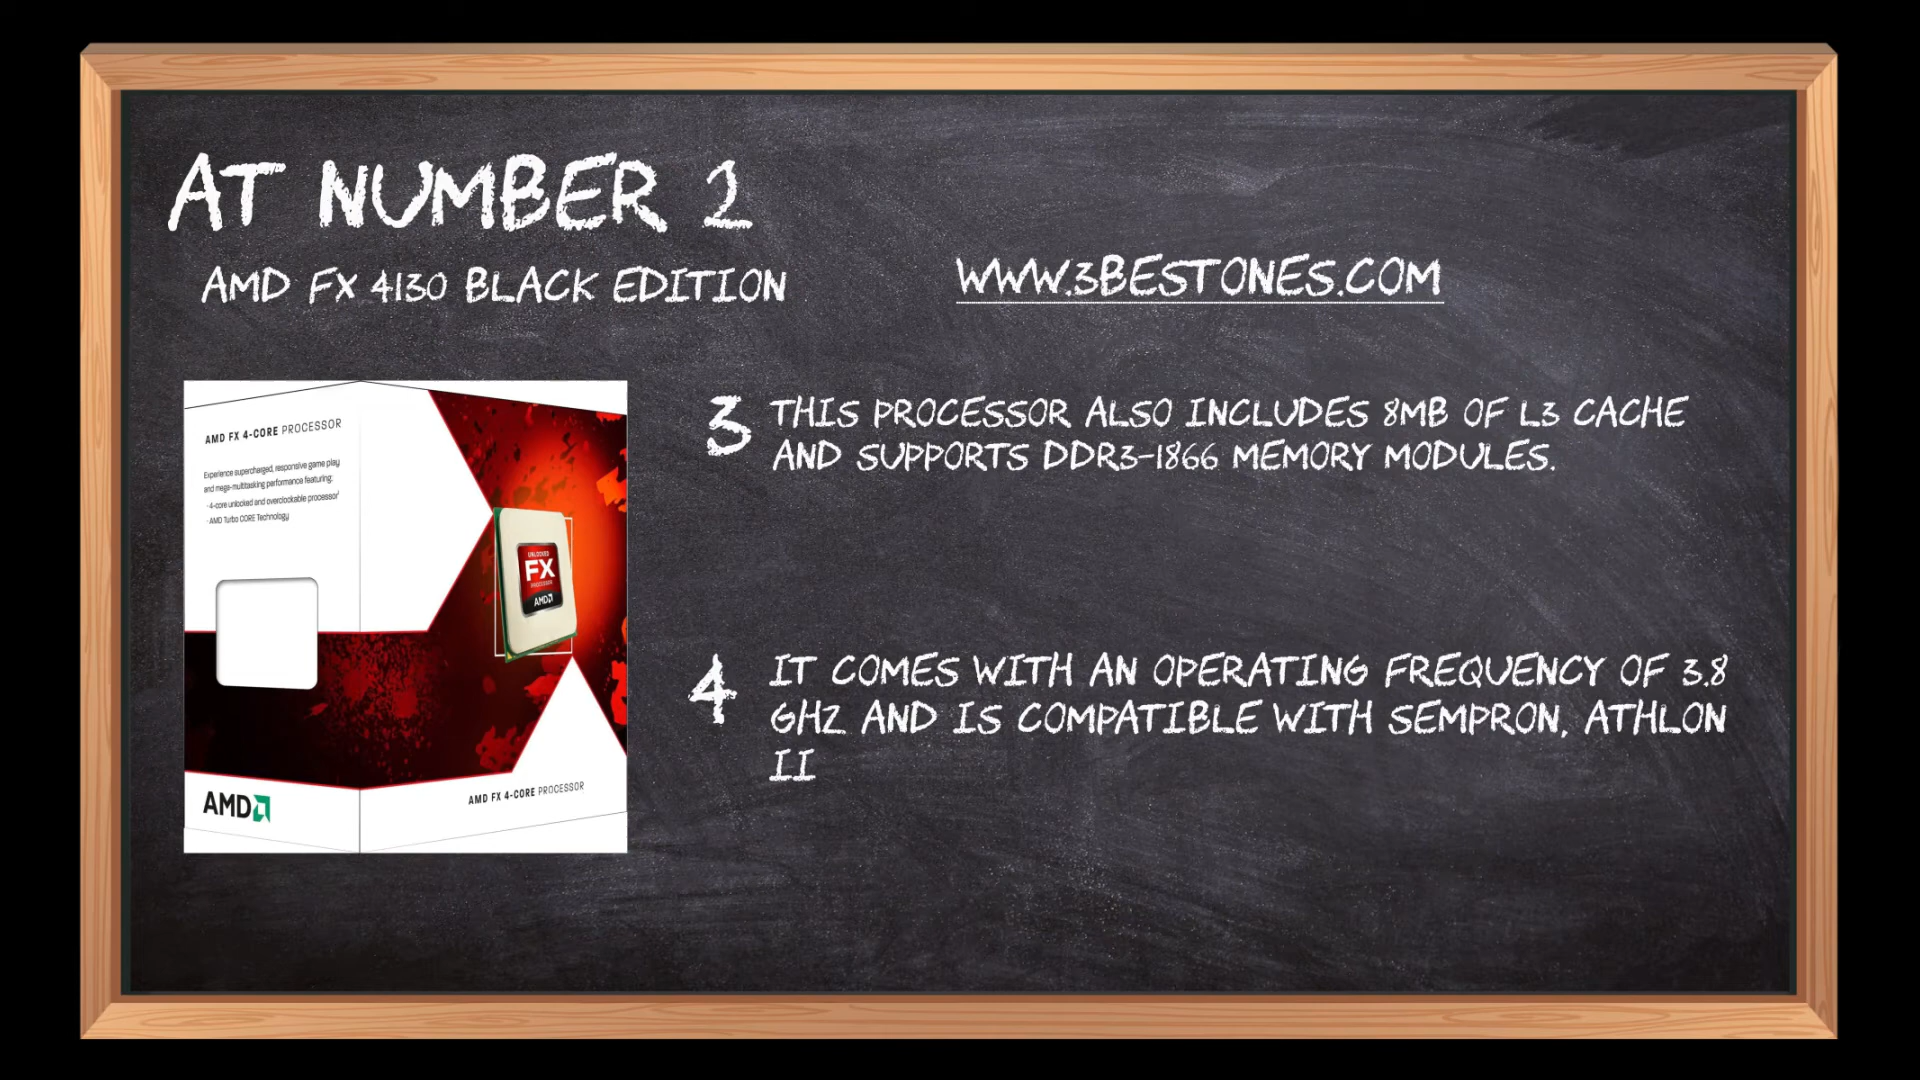 AT NUMBER 2
AMD FX 4130 BLACK EDITION
WWW.3BESTONES.COM
AMD FX 4-CORE PROCESSOR
Experience supercharged, responsive game play
and mega-multitasking performance featuring:
· 4-core unlocked and overclockable processor¹
· AMD Turbo CORE Technology
UNLOCKED
FX
PROCESSOR
AMD
AMD
AMD FX 4-CORE PROCESSOR
3 THIS PROCESSOR ALSO INCLUDES 8MB OF L3 CACHE
AND SUPPORTS DDR3-1866 MEMORY MODULES.
4 IT COMES WITH AN OPERATING FREQUENCY OF 3.8
GHZ AND IS COMPATIBLE WITH SEMPRON, ATHLON
II